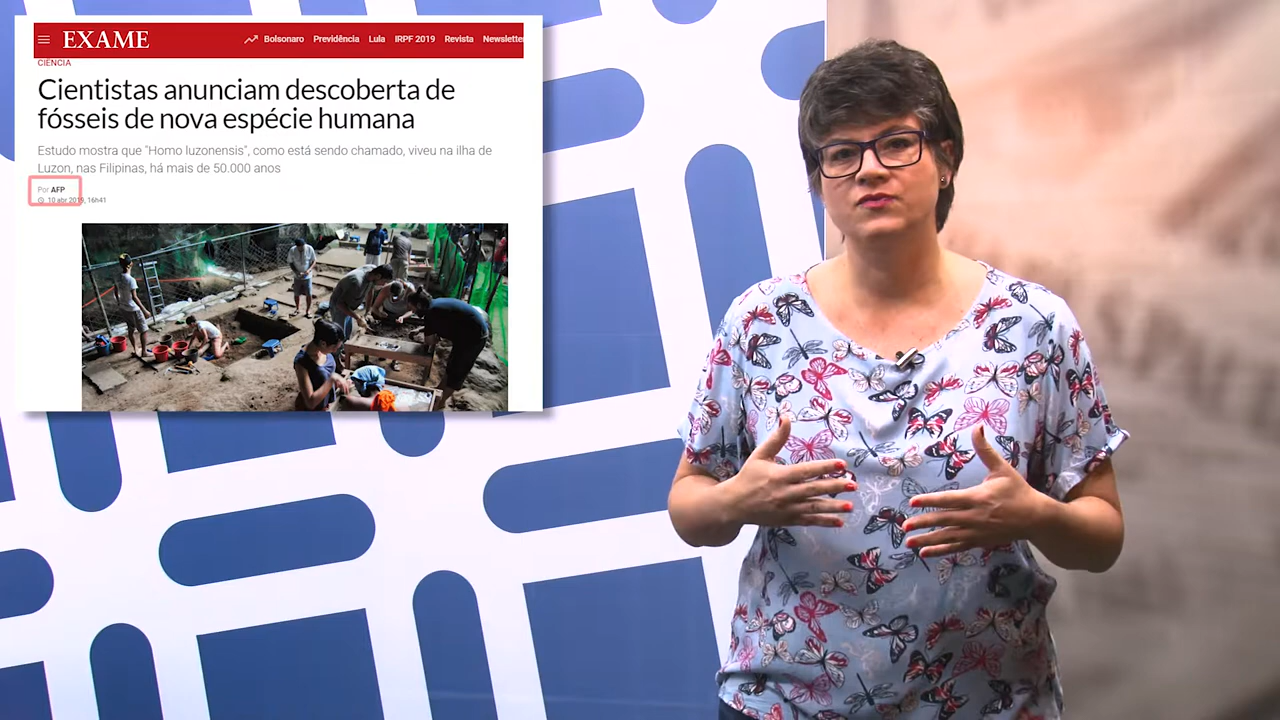 EXAME
Bolsonaro Previdência Lula IRPF 2019 Revista Newsletter
CIÊNCIA
Cientistas anunciam descoberta de
fósseis de nova espécie humana
Estudo mostra que "Homo luzonensis", como está sendo chamado, viveu na ilha de
Luzon, nas Filipinas, há mais de 50.000 anos
Por AFP
10 abr 2019, 16h41